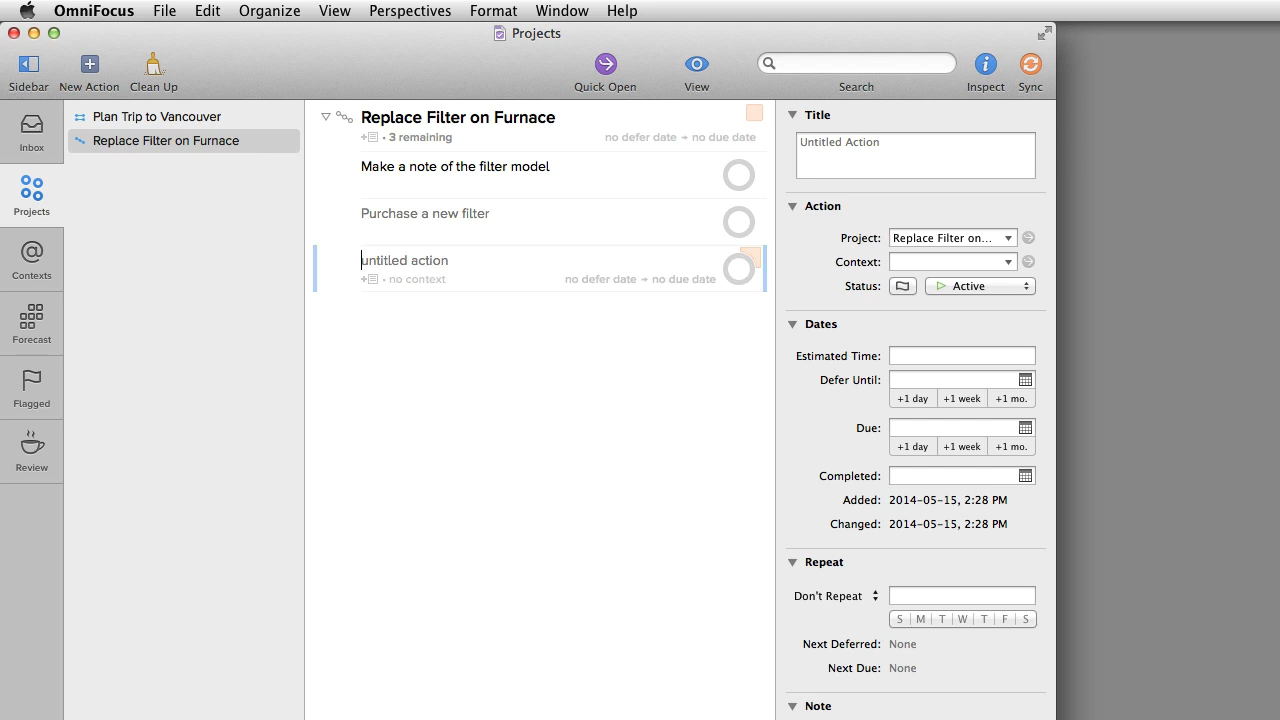 OmniFocus File Edit Organize View Perspectives Format Window Help
Projects
Sidebar New Action Clean Up Quick Open View Search Inspect Sync
Inbox
Projects
Contexts
Forecast
Flagged
Review
Plan Trip to Vancouver
Replace Filter on Furnace
Replace Filter on Furnace
• 3 remaining no defer date → no due date
Make a note of the filter model
Purchase a new filter
untitled action
• no context no defer date → no due date
Title
Untitled Action
Action
Project: Replace Filter on...
Context:
Status: Active
Dates
Estimated Time:
Defer Until:
+1 day +1 week +1 mo.
Due:
+1 day +1 week +1 mo.
Completed:
Added: 2014-05-15, 2:28 PM
Changed: 2014-05-15, 2:28 PM
Repeat
Don't Repeat
S M T W T F S
Next Deferred: None
Next Due: None
Note